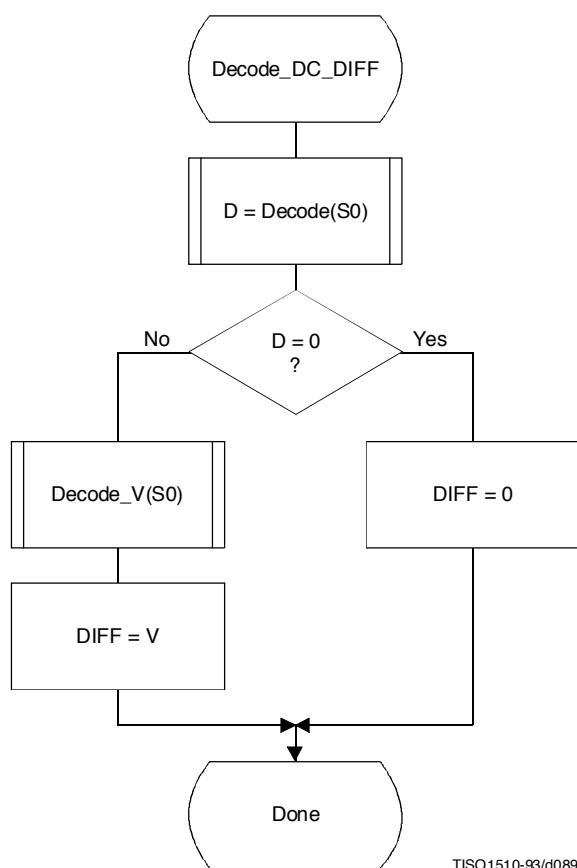 Decode_DC_DIFF
D = Decode(S0)
No
D = 0
?
Yes
Decode_V(S0)
DIFF = 0
DIFF = V
Done
TISO1510-93/d089